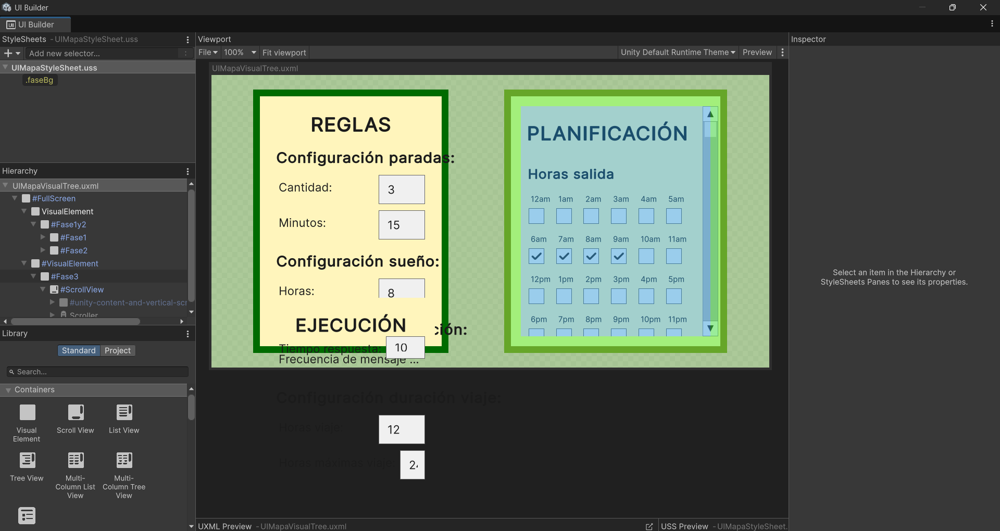 UI Builder
UI Builder
StyleSheets - UIMapaStyleSheet.uss
Add new selector...
UIMapaStyleSheet.uss
.faseBg
Hierarchy
UIMapaVisualTree.uxml
#FullScreen
VisualElement
#Fase1y2
#Fase1
#Fase2
#VisualElement
#Fase3
#ScrollView
#unity-content-and-vertical-scr
Scroller
Library
Standard Project
Search...
Containers
Visual Element
Scroll View
List View
Tree View
Multi-Column List View
Multi-Column Tree View
Viewport
File 100% Fit viewport
Unity Default Runtime Theme Preview
UIMapaVisualTree.uxml
REGLAS
Configuración paradas:
Cantidad: 3
Minutos: 15
Configuración sueño:
Horas: 8
EJECUCIÓN
ción:
Tiempo respuesta: 10
Frecuencia de mensaje ...
Configuración duración viaje:
Horas viaje: 12
Horas máximas viaje: 24
PLANIFICACIÓN
Horas salida
12am 1am 2am 3am 4am 5am
6am 7am 8am 9am 10am 11am
12pm 1pm 2pm 3pm 4pm 5pm
6pm 7pm 8pm 9pm 10pm 11pm
UXML Preview - UIMapaVisualTree.uxml
USS Preview - UIMapaStyleSheet.
Inspector
Select an item in the Hierarchy or
StyleSheets Panes to see its properties.